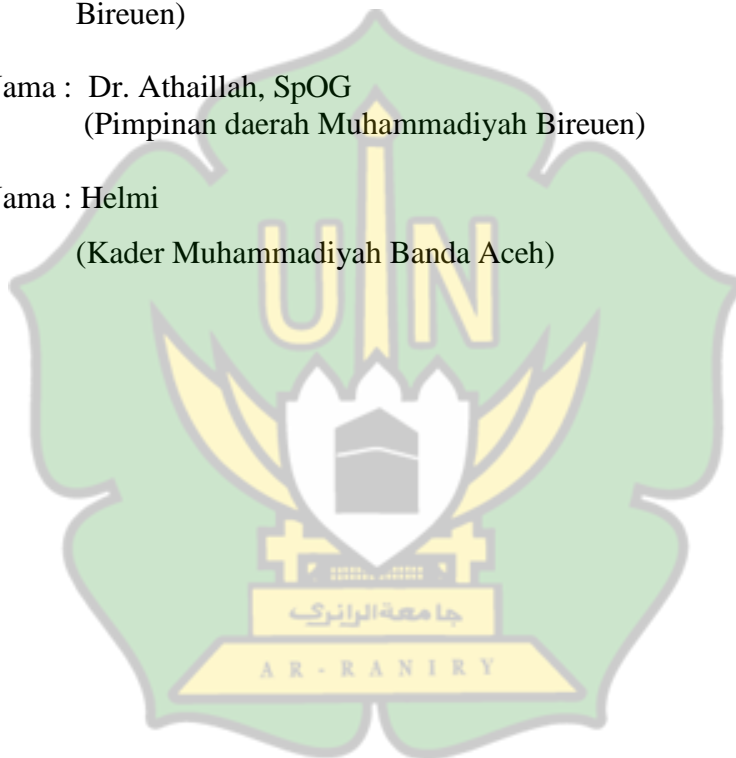 Bireuen)
Nama : Dr. Athaillah, SpOG
(Pimpinan daerah Muhammadiyah Bireuen)
Nama : Helmi
(Kader Muhammadiyah Banda Aceh)
UIN
جامعة الرانري
AR-RANIRY